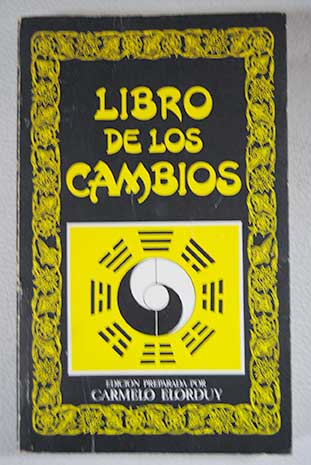 LIBRO
DE LOS
CAMBIOS
EDICION PREPARADA POR
CARMELO ELORDUY